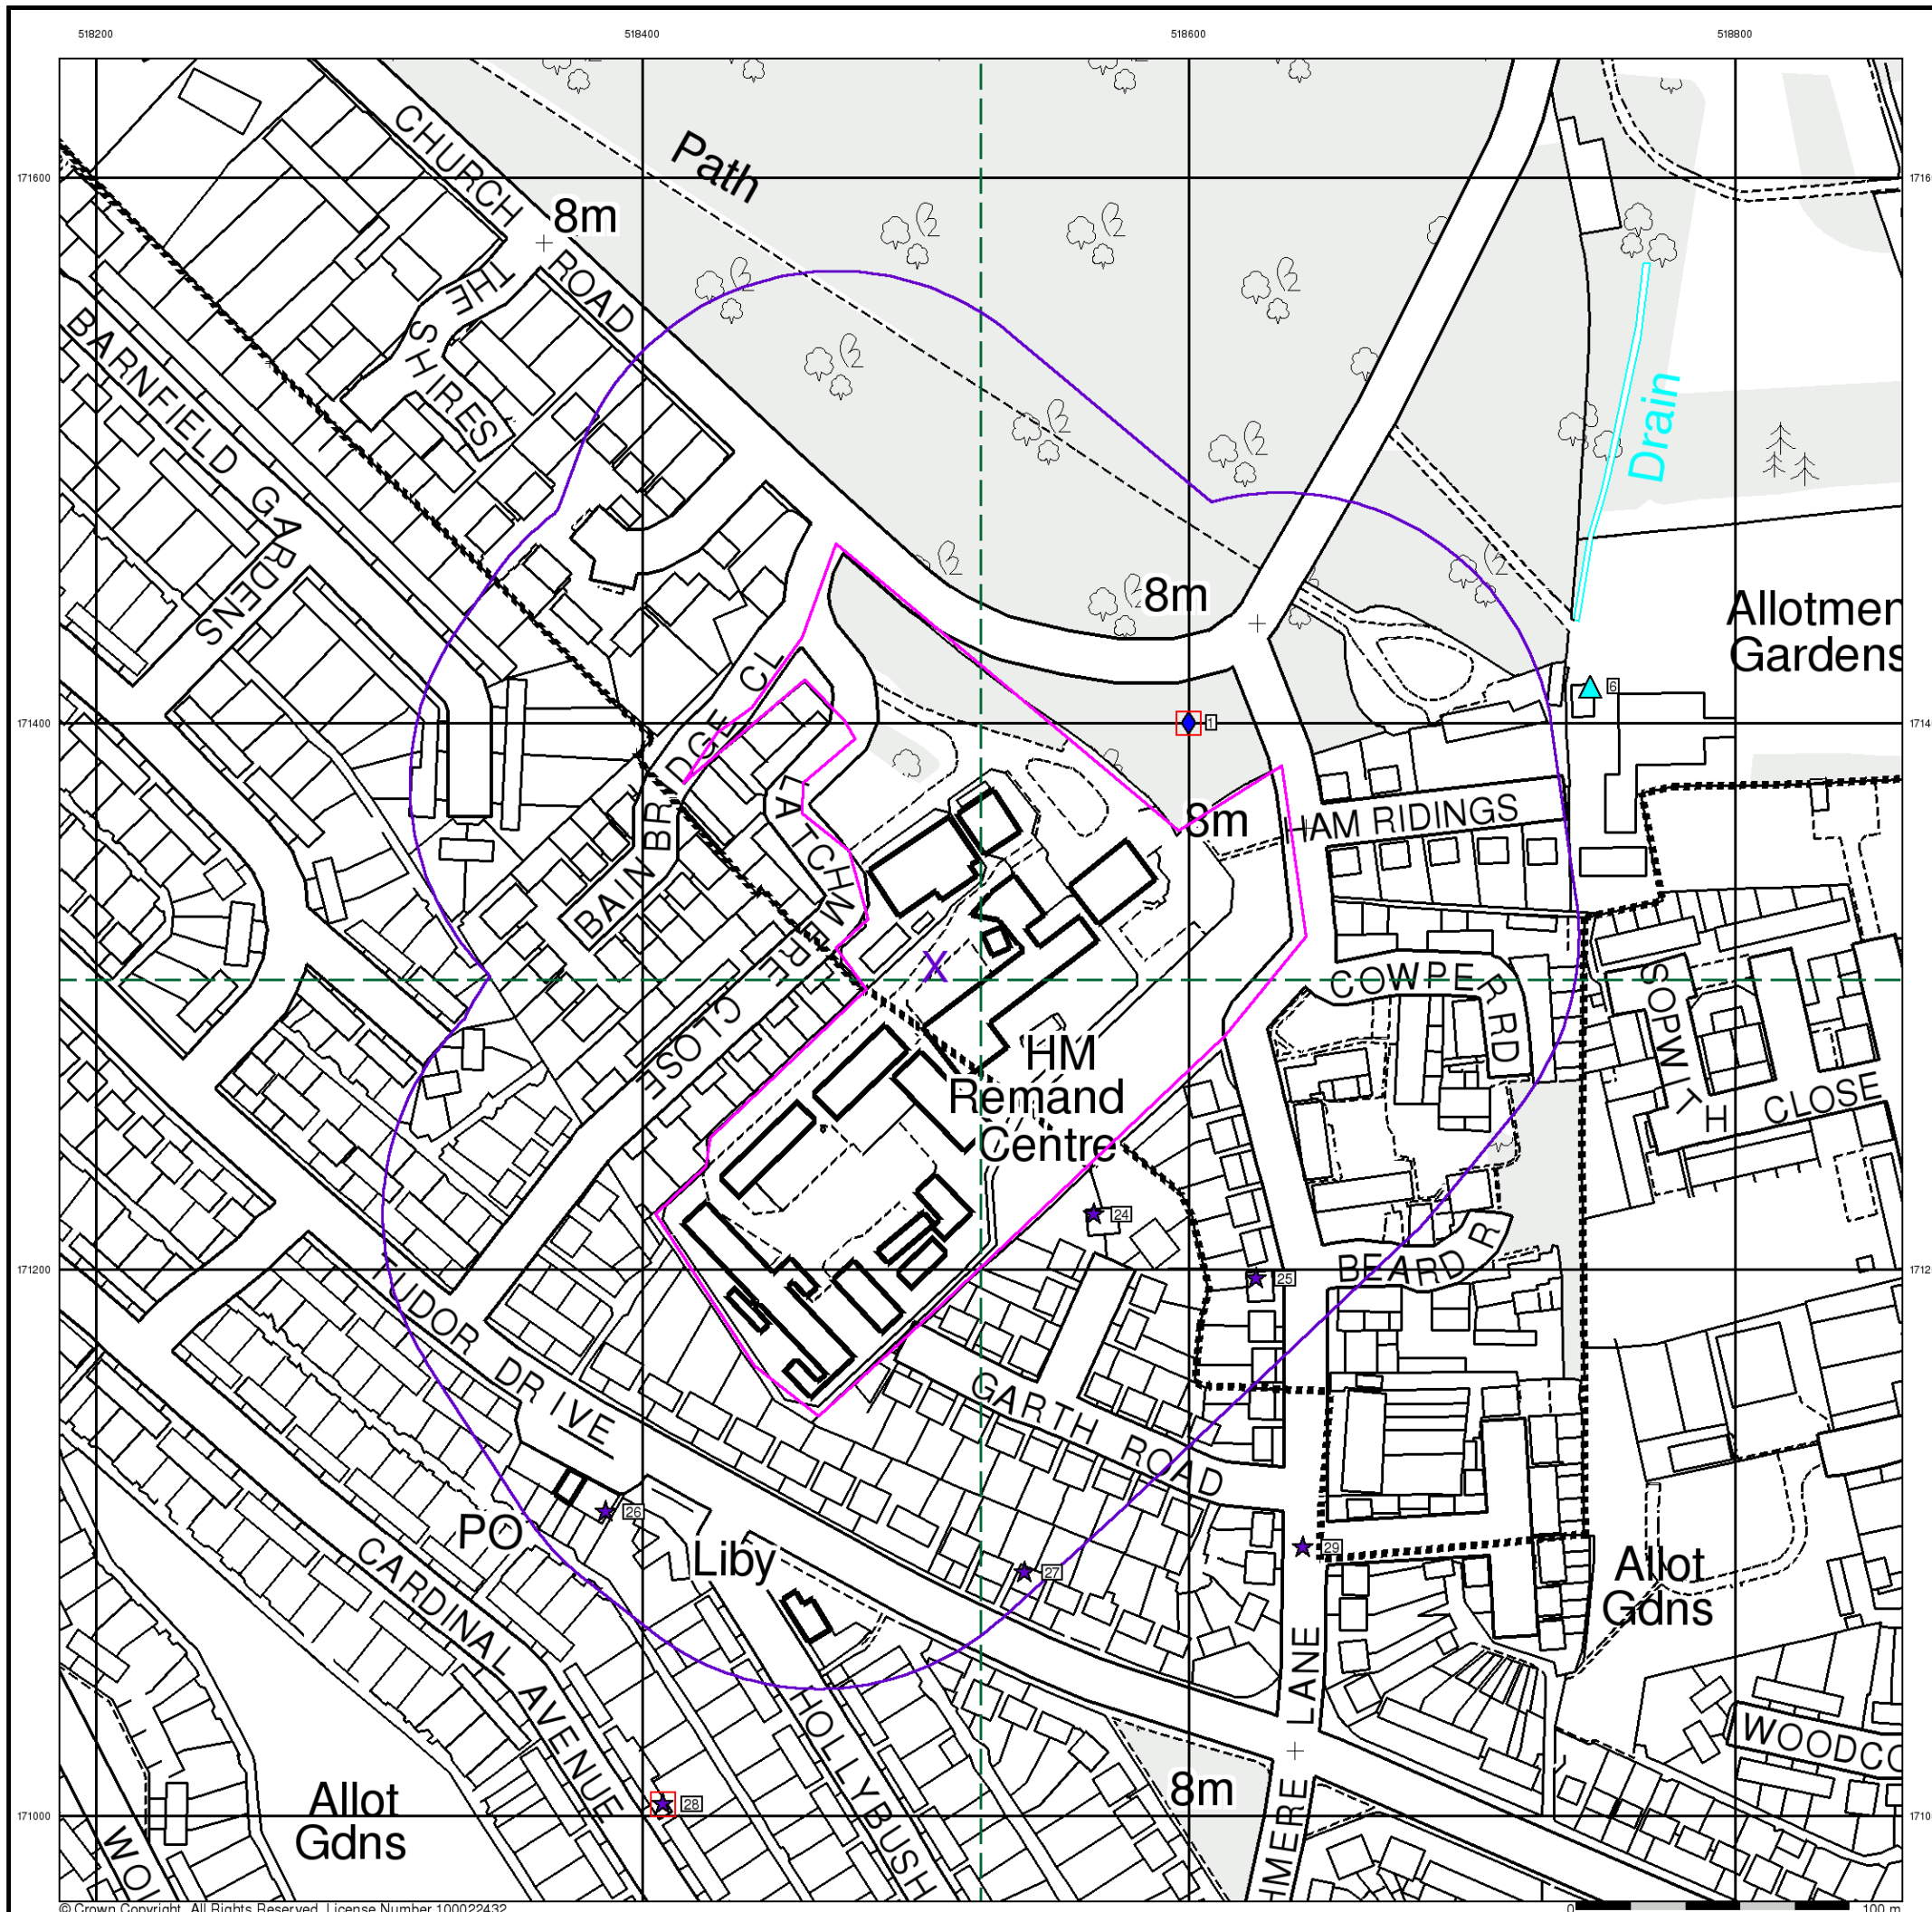 518200
518400
518600
518800
171600
CHURCH ROAD
Path
8m
THE SHIRES
BARNFIELD GARDENS
Drain
8m
Allotmen
Gardens
171400
6
1
BAINBRIDGE CL
LATCHMERE CLOSE
8m
HAM RIDINGS
X
COWPER RD
SOPWITH CLOSE
HM
Remand
Centre
24
171200
25
BEARD R
TUDOR DRIVE
GARTH ROAD
26
PO
Liby
27
29
Allot
Gdns
CARDINAL AVENUE
HOLLYBUSH
LANE
WOODCO
8m
28
Allot
Gdns
171000
HMERE
© Crown Copyright. All Rights Reserved. License Number 100022432
0
100 m